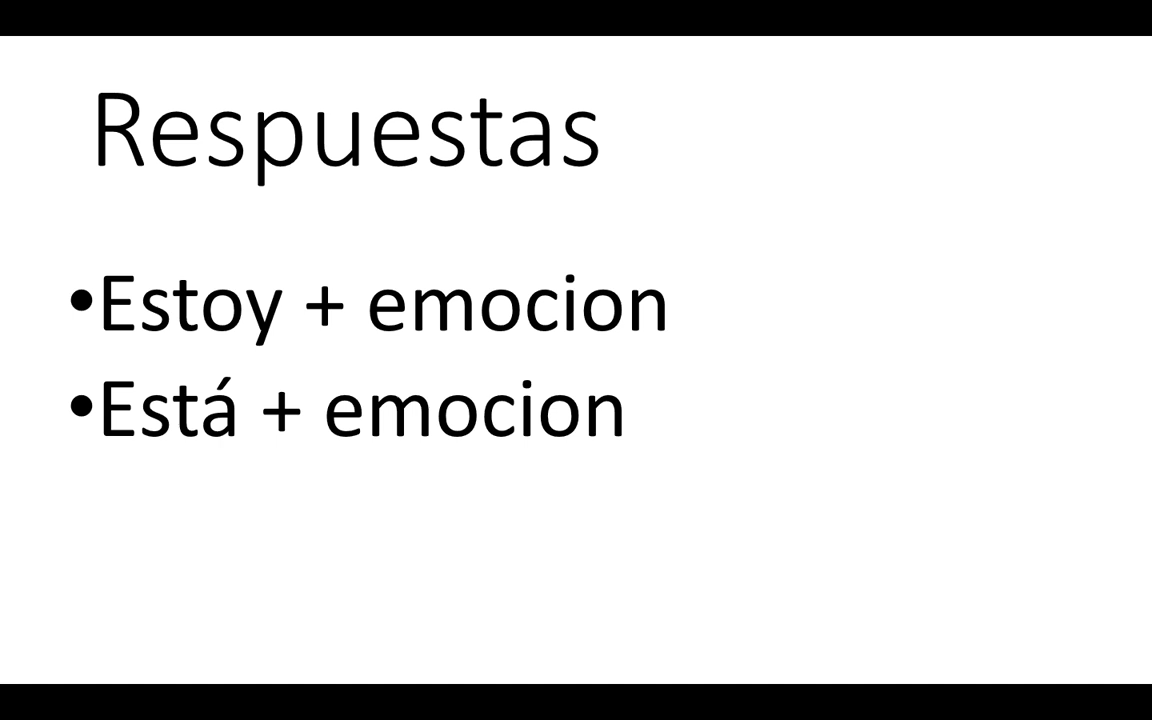 Respuestas
•Estoy + emocion
•Está + emocion